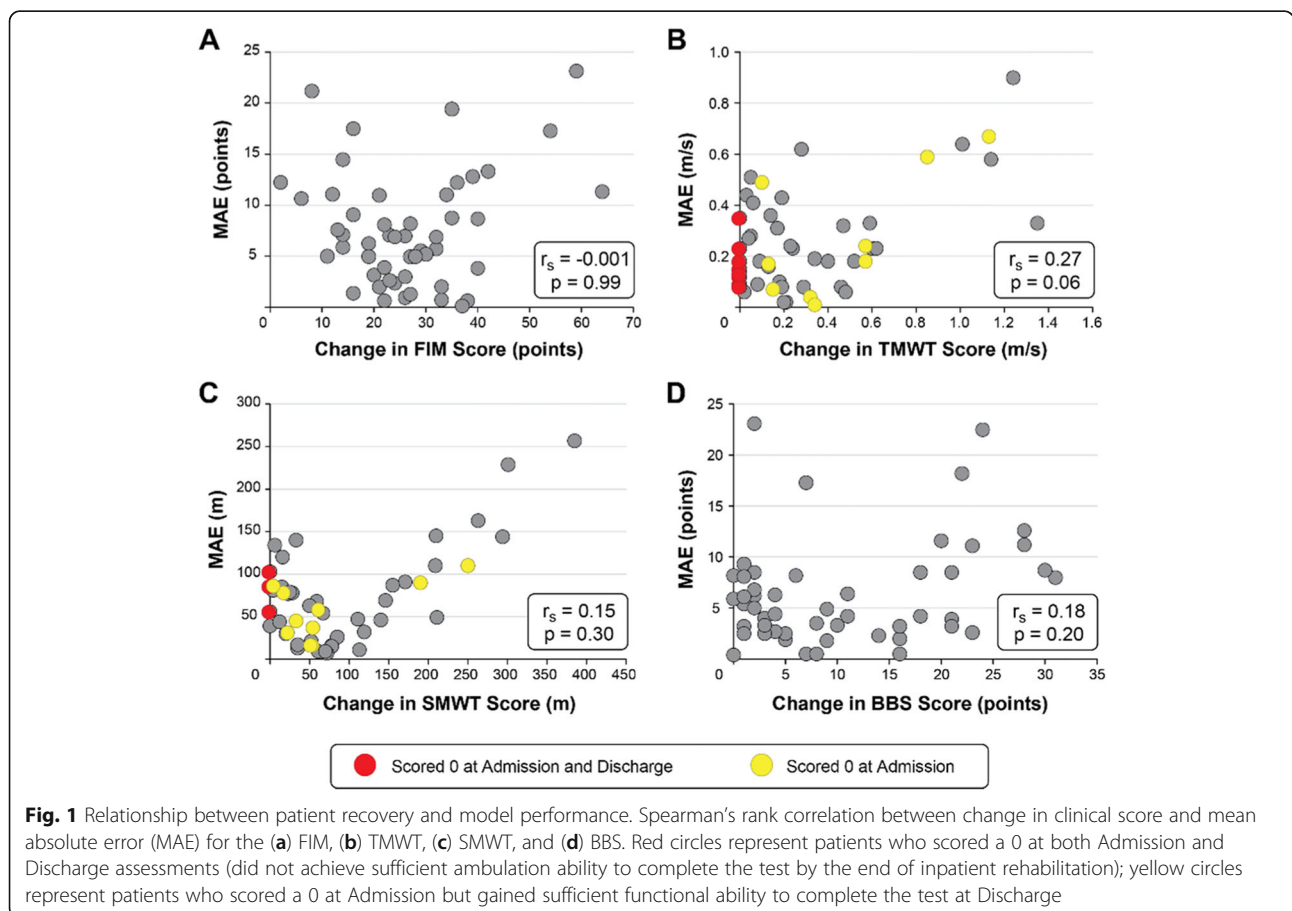 A
25
20
15
10
5
0
MAE (points)
0 10 20 30 40 50 60 70
Change in FIM Score (points)
r_s = -0.001
p = 0.99
B
1.0
0.8
0.6
0.4
0.2
0
MAE (m/s)
0 0.2 0.4 0.6 0.8 1.0 1.2 1.4 1.6
Change in TMWT Score (m/s)
r_s = 0.27
p = 0.06
C
300
250
200
150
100
50
0
MAE (m)
0 50 100 150 200 250 300 350 400 450
Change in SMWT Score (m)
r_s = 0.15
p = 0.30
D
25
20
15
10
5
0
MAE (points)
0 5 10 15 20 25 30 35
Change in BBS Score (points)
r_s = 0.18
p = 0.20
Scored 0 at Admission and Discharge
Scored 0 at Admission
Fig. 1 Relationship between patient recovery and model performance. Spearman's rank correlation between change in clinical score and mean
absolute error (MAE) for the (a) FIM, (b) TMWT, (c) SMWT, and (d) BBS. Red circles represent patients who scored a 0 at both Admission and
Discharge assessments (did not achieve sufficient ambulation ability to complete the test by the end of inpatient rehabilitation); yellow circles
represent patients who scored a 0 at Admission but gained sufficient functional ability to complete the test at Discharge